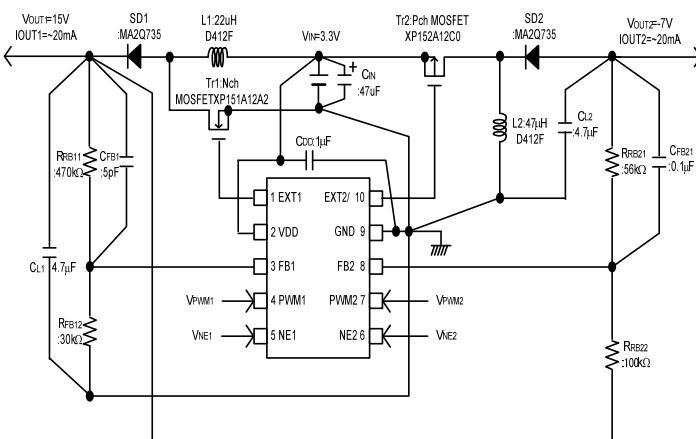 VOUT1=15V
IOUT1=~20mA
SD1
:MA2Q735
L1:22uH
D412F
VIN=3.3V
Tr2:Pch MOSFET
XP152A12C0
SD2
:MA2Q735
VOUT2=-7V
IOUT2=~20mA
Tr1:Nch
MOSFETXP151A12A2
+
CIN
:47uF
RRB11
:470kΩ
CFB1
:5pF
CDD:1μF
L2:47μH
D412F
CL2
:4.7μF
RRB21
:56kΩ
CFB21
:0.1μF
1 EXT1
EXT2/ 10
2 VDD
GND 9
3 FB1
FB2 8
CL1
4.7μF
VPWM1
4 PWM1
PWM2 7
VPWM2
RFB12
:30kΩ
VNE1
5 NE1
NE2 6
VNE2
RRB22
:100kΩ